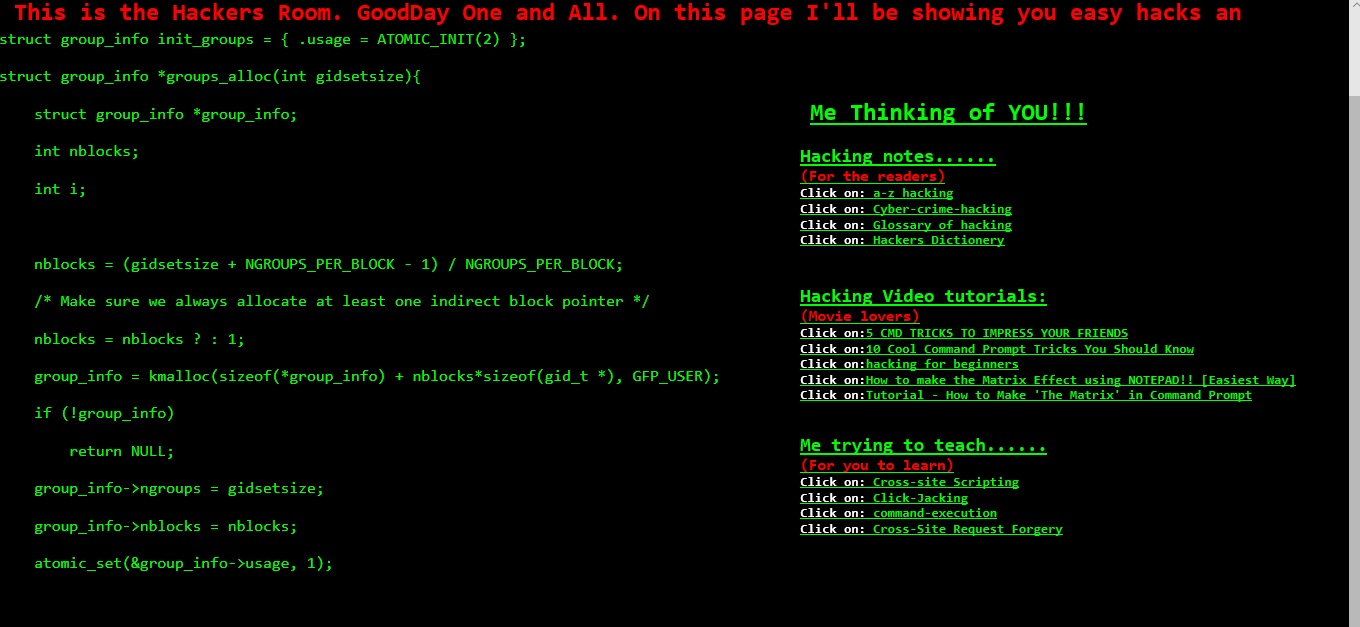 This is the Hackers Room. GoodDay One and All. On this page I'll be showing you easy hacks an
struct group_info init_groups = { .usage = ATOMIC_INIT(2) };
struct group_info *groups_alloc(int gidsetsize){
struct group_info *group_info;
int nblocks;
int i;
nblocks = (gidsetsize + NGROUPS_PER_BLOCK - 1) / NGROUPS_PER_BLOCK;
/* Make sure we always allocate at least one indirect block pointer */
nblocks = nblocks ? : 1;
group_info = kmalloc(sizeof(*group_info) + nblocks*sizeof(gid_t *), GFP_USER);
if (!group_info)
return NULL;
group_info->ngroups = gidsetsize;
group_info->nblocks = nblocks;
atomic_set(&group_info->usage, 1);
Me Thinking of YOU!!!
Hacking notes......
(For the readers)
Click on: a-z hacking
Click on: Cyber-crime-hacking
Click on: Glossary of hacking
Click on: Hackers Dictionery
Hacking Video tutorials:
(Movie lovers)
Click on:5 CMD TRICKS TO IMPRESS YOUR FRIENDS
Click on:10 Cool Command Prompt Tricks You Should Know
Click on:hacking for beginners
Click on:How to make the Matrix Effect using NOTEPAD!! [Easiest Way]
Click on:Tutorial - How to Make 'The Matrix' in Command Prompt
Me trying to teach......
(For you to learn)
Click on: Cross-site Scripting
Click on: Click-Jacking
Click on: command-execution
Click on: Cross-Site Request Forgery